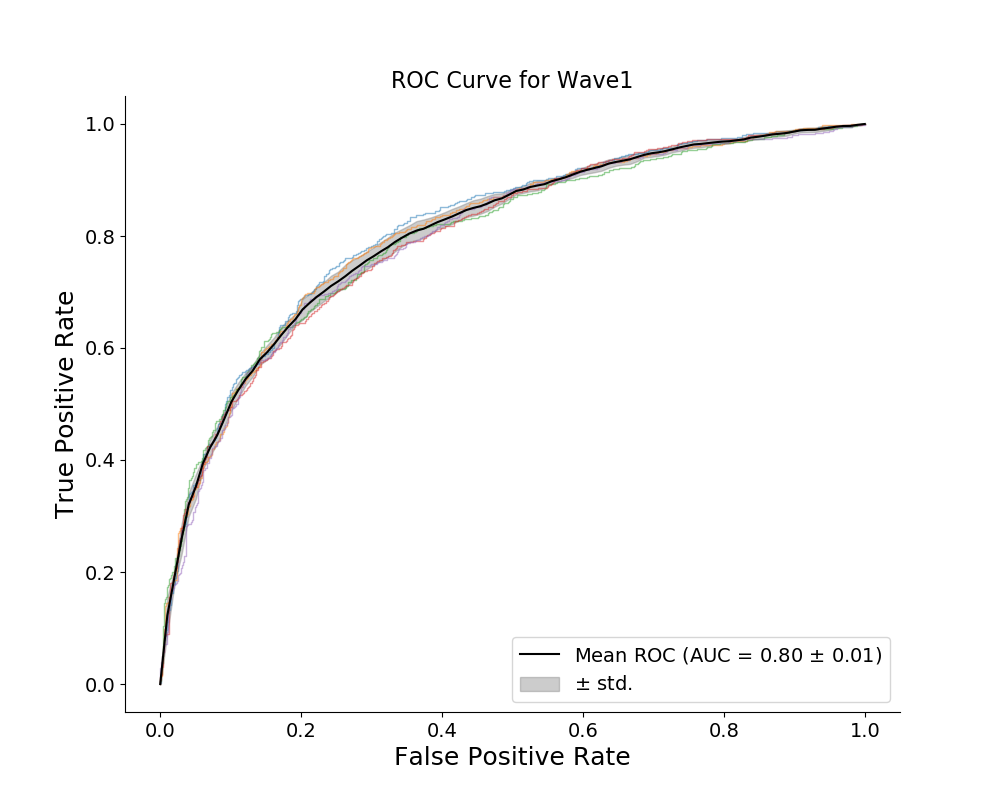 ROC Curve for Wave1
True Positive Rate
1.0
0.8
0.6
0.4
0.2
0.0
Mean ROC (AUC = 0.80 ± 0.01)
± std.
0.0 0.2 0.4 0.6 0.8 1.0
False Positive Rate